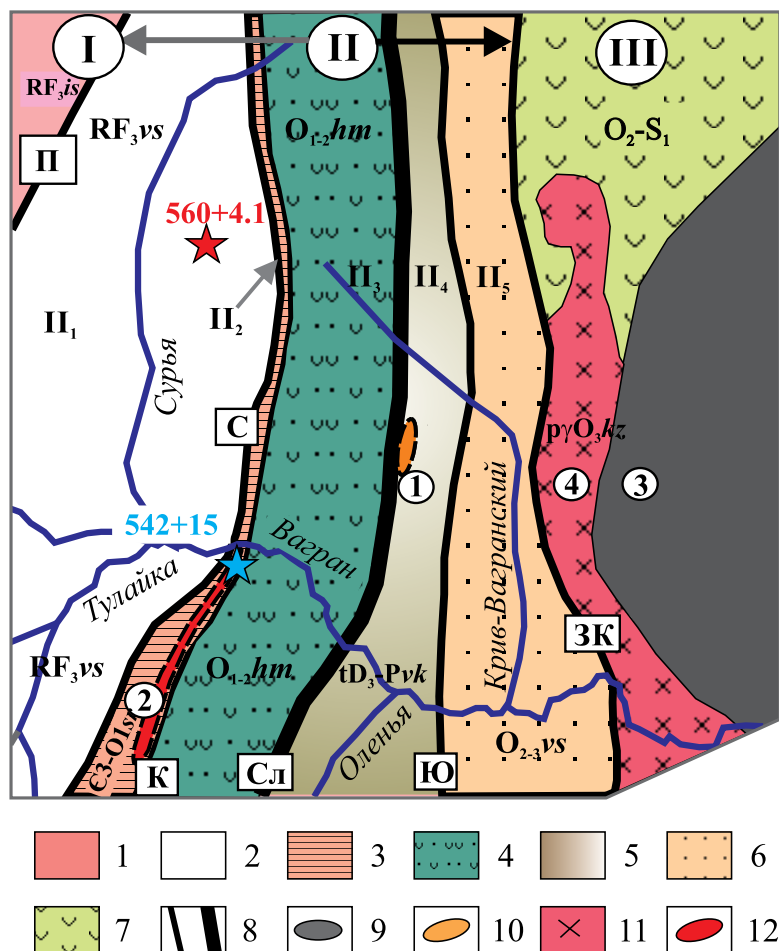 I II III
RF₃is
RF₃vs
O₁₋₂hm
O₂-S₁
П
560+4.1
II₁ II₂ II₃ II₄ II₅
Сурья
С
pγO₃kz
1 4 3
542+15
Вагран
Тулайка
Крив-Вагранский
ЗК
RF₃vs
O₁₋₂hm
tD₃-Pvk
2
Є3-O1s
Оленья
O₂₋₃vs
К Сл Ю
1 2 3 4 5 6
7 8 9 10 11 12